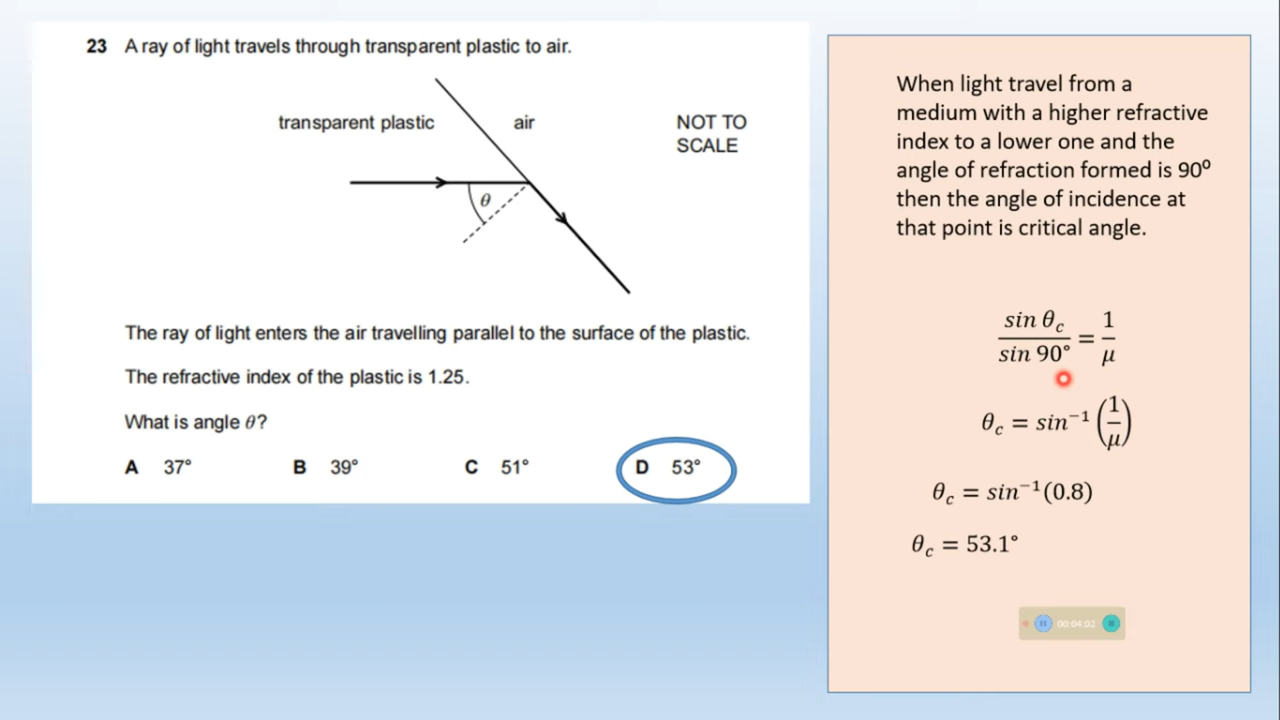 23 A ray of light travels through transparent plastic to air.
transparent plastic
air
NOT TO
SCALE
θ
The ray of light enters the air travelling parallel to the surface of the plastic.
The refractive index of the plastic is 1.25.
What is angle θ?
A 37° B 39° C 51° D 53°
When light travel from a
medium with a higher refractive
index to a lower one and the
angle of refraction formed is 90⁰
then the angle of incidence at
that point is critical angle.
sin θc / sin 90° = 1 / μ
θc = sin⁻¹ (1/μ)
θc = sin⁻¹(0.8)
θc = 53.1°
00:04:02